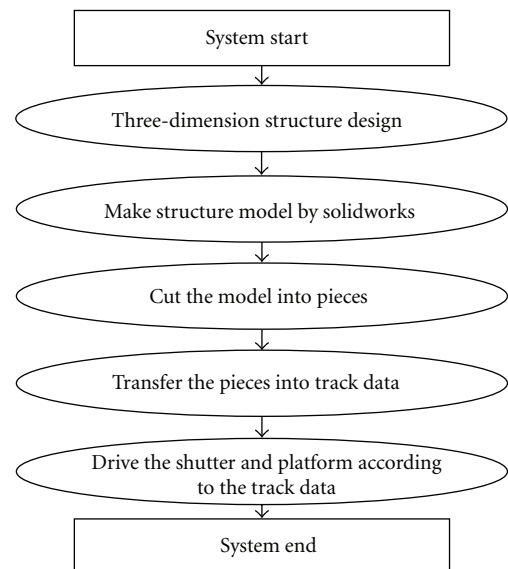 System start
Three-dimension structure design
Make structure model by solidworks
Cut the model into pieces
Transfer the pieces into track data
Drive the shutter and platform according
to the track data
System end